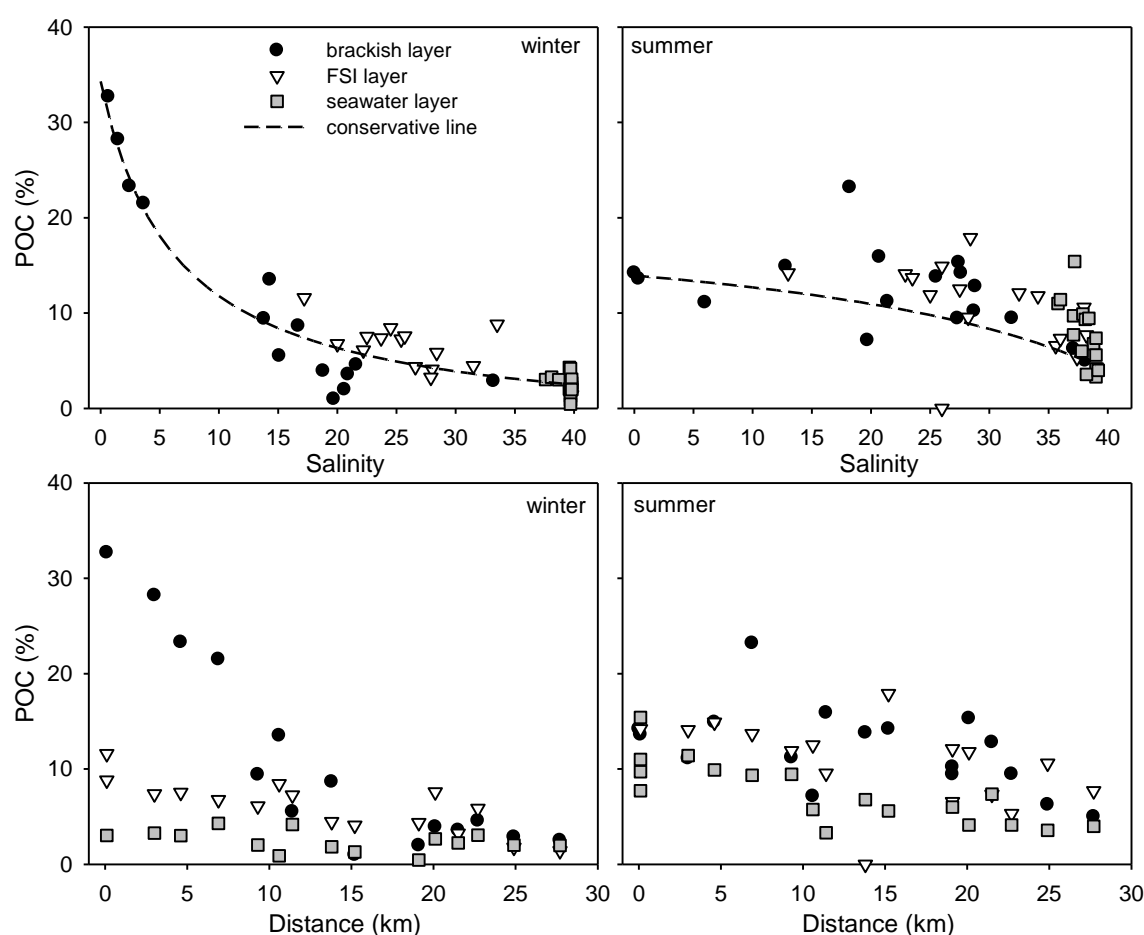 40
30
20
10
0
POC (%)
winter
brackish layer
FSI layer
seawater layer
conservative line
0 5 10 15 20 25 30 35 40
Salinity
summer
0 5 10 15 20 25 30 35 40
Salinity
40
30
20
10
0
POC (%)
winter
0 5 10 15 20 25 30
Distance (km)
summer
0 5 10 15 20 25 30
Distance (km)